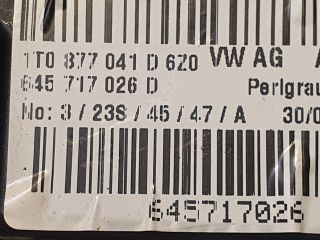 1T0 877 041 D 620 VW AG A
645 717 026 D Perlgrau
No: 3 / 23S / 45 / 47 / A 30/0
645717026